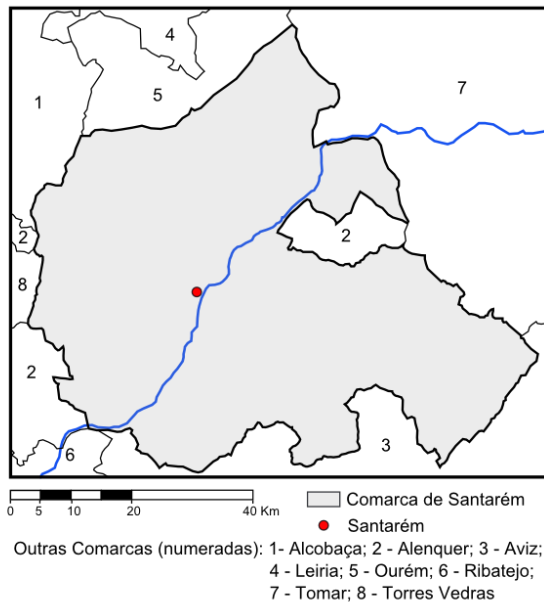 4
7
1
5
2
2
8
2
6
3
0 5 10 20 40 Km
Comarca de Santarém
Santarém
Outras Comarcas (numeradas): 1- Alcobaça; 2 - Alenquer; 3 - Aviz;
4 - Leiria; 5 - Ourém; 6 - Ribatejo;
7 - Tomar; 8 - Torres Vedras